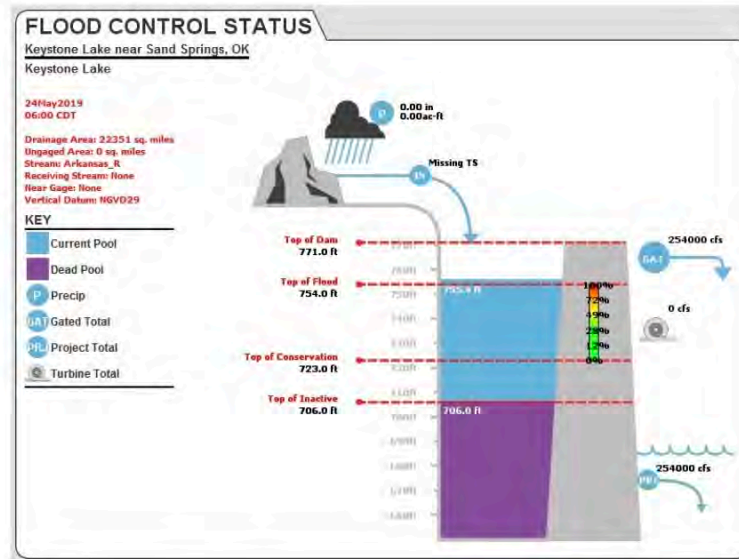 FLOOD CONTROL STATUS
Keystone Lake near Sand Springs, OK
Keystone Lake
24May2019
06:00 CDT
Drainage Area: 22351 sq. miles
Ungaged Area: 0 sq. miles
Stream: Arkansas_R
Receiving Stream: None
Near Gage: None
Vertical Datum: NGVD29
KEY
Current Pool
Dead Pool
P Precip
GAT Gated Total
PRJ Project Total
Turbine Total
P 0.00 in
0.00ac-ft
IN Missing TS
Top of Dam
771.0 ft
Top of Flood
754.0 ft
Top of Conservation
723.0 ft
Top of Inactive
706.0 ft
706.0 ft
100%
72%
49%
28%
12%
0%
254000 cfs
GAT
0 cfs
254000 cfs
PRJ